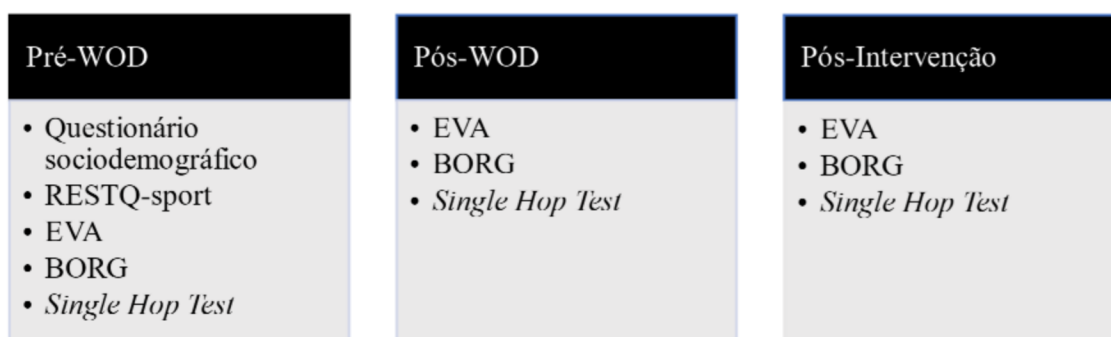 Pré-WOD
• Questionário
sociodemográfico
• RESTQ-sport
• EVA
• BORG
• Single Hop Test
Pós-WOD
• EVA
• BORG
• Single Hop Test
Pós-Intervenção
• EVA
• BORG
• Single Hop Test